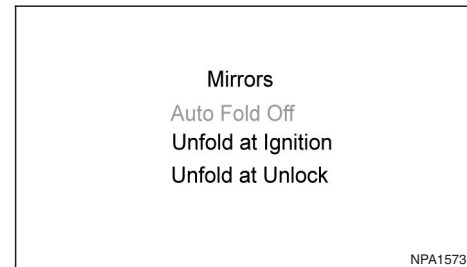 Mirrors
Auto Fold Off
Unfold at Ignition
Unfold at Unlock
NPA1573